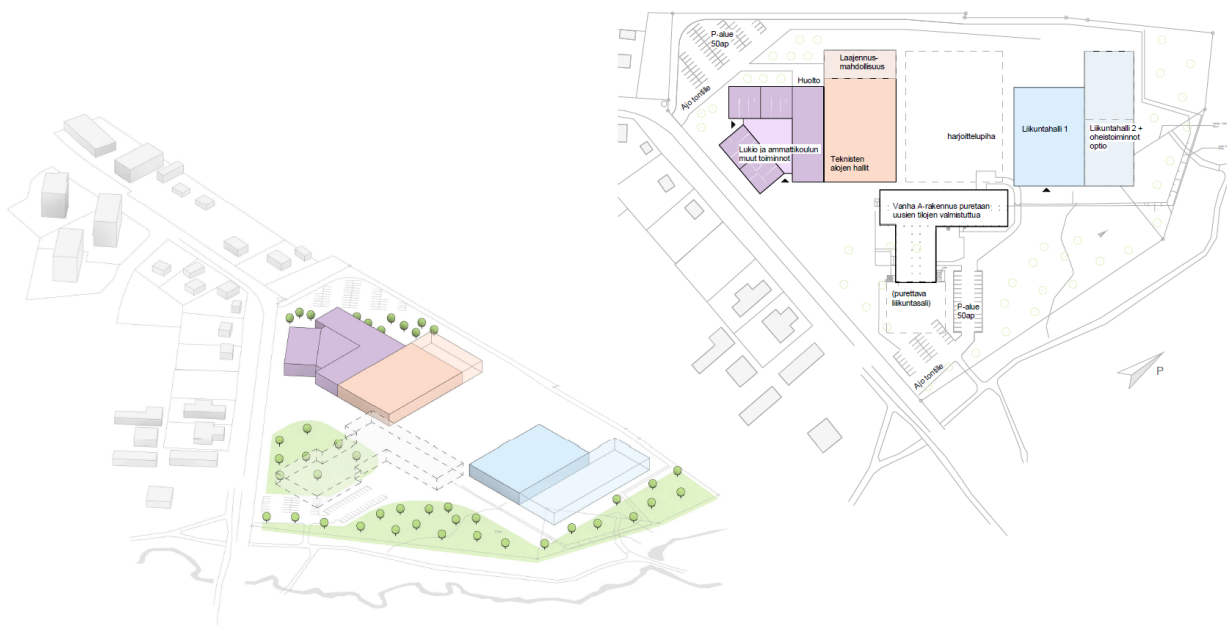 P-alue
50ap
Ajo tontille
Huolto
Laajennus-
mahdollisuus
Lukio ja ammattikoulun
muut toiminnot
Teknisten
alojen hallit
harjoittelupiha
Liikuntahalli 1
Liikuntahalli 2 +
oheistoiminnot
optio
Vanha A-rakennus puretaan
uusien tilojen valmistuttua
(purettava
liikuntasali)
P-alue
50ap
Ajo tontille
P